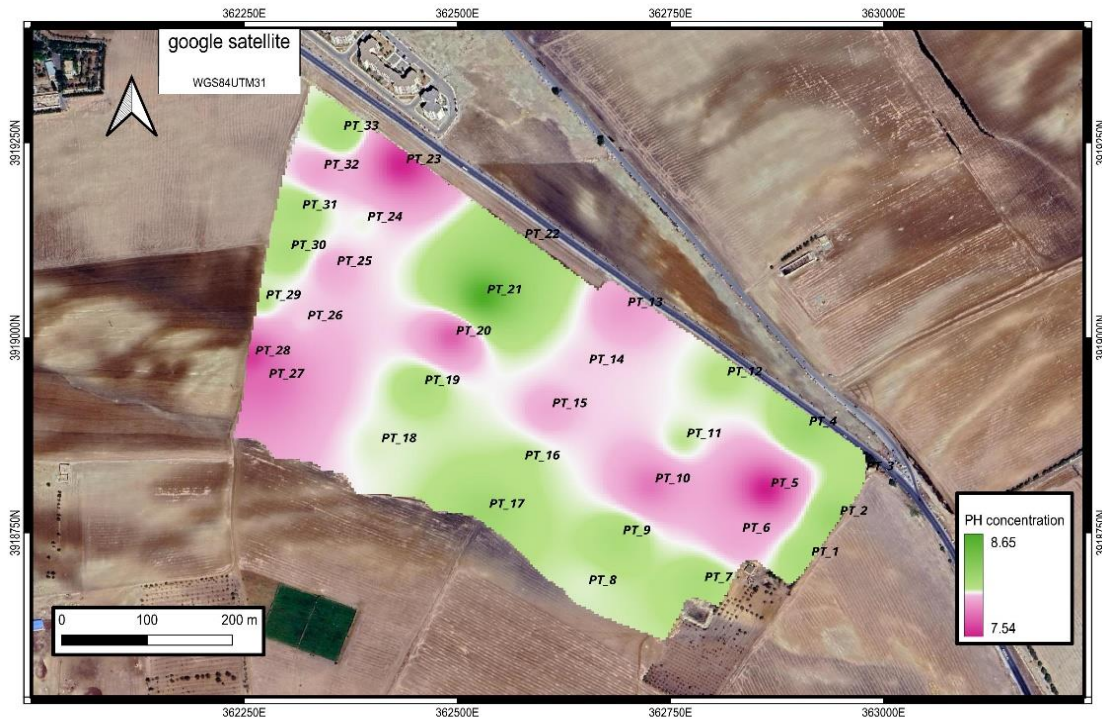 362250E
362500E
362750E
363000E
google satellite
WGS84UTM31
3919250N
3919250N
PT_33
PT_23
PT_32
PT_31
PT_24
PT_22
PT_30
PT_25
PT_21
PT_29
PT_13
PT_26
3919000N
3919000N
PT_20
PT_28
PT_14
PT_27
PT_12
PT_19
PT_15
PT_4
PT_11
PT_18
PT_16
PT_3
PT_10
PT_5
PT_17
PT_2
PT_9
PT_6
3918750N
3918750N
PH concentration
8.65
7.54
PT_1
PT_7
PT_8
0
100
200 m
362250E
362500E
362750E
363000E